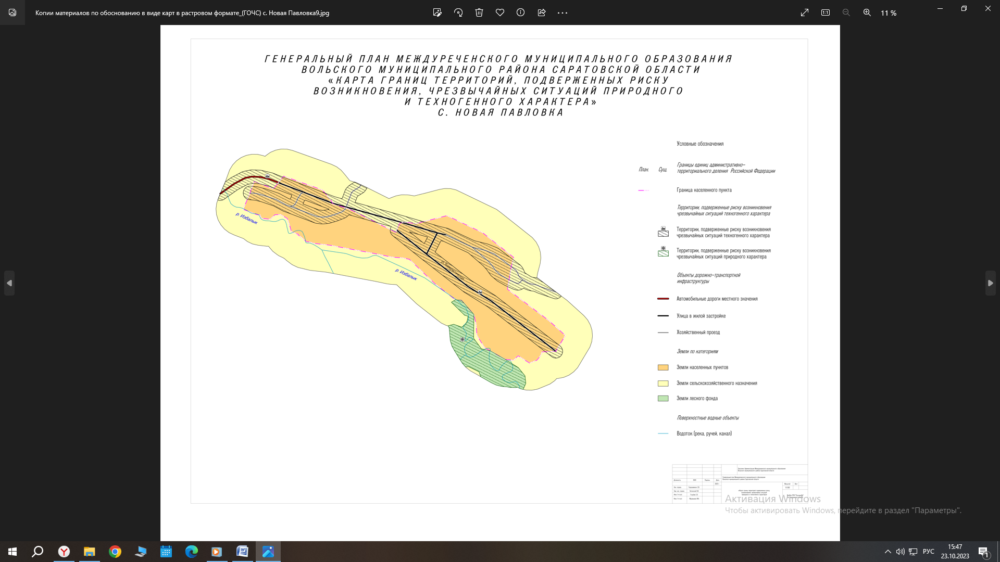 Копии материалов по обоснованию в виде карт в растровом формате_(ГОЧС) с. Новая Павловка9.jpg
11 %
ГЕНЕРАЛЬНЫЙ ПЛАН МЕЖДУРЕЧЕНСКОГО МУНИЦИПАЛЬНОГО ОБРАЗОВАНИЯ
ВОЛЬСКОГО МУНИЦИПАЛЬНОГО РАЙОНА САРАТОВСКОЙ ОБЛАСТИ
«КАРТА ГРАНИЦ ТЕРРИТОРИЙ, ПОДВЕРЖЕННЫХ РИСКУ
ВОЗНИКНОВЕНИЯ, ЧРЕЗВЫЧАЙНЫХ СИТУАЦИЙ ПРИРОДНОГО
И ТЕХНОГЕННОГО ХАРАКТЕРА»
С. НОВАЯ ПАВЛОВКА
р. Избалык
р. Избалык
Условные обозначения
План. Сущ.
Границы единиц административно-
территориального деления Российской Федерации
Граница населенного пункта
Территории, подверженные риску возникновения
чрезвычайных ситуаций техногенного характера
Территории, подверженные риску возникновения
чрезвычайных ситуаций техногенного характера
Территории, подверженные риску возникновения
чрезвычайных ситуаций природного характера
Объекты дорожно-транспортной
инфраструктуры
Автомобильные дороги местного значения
Улица в жилой застройке
Хозяйственный проезд
Земли по категориям
Земли населенных пунктов
Земли сельскохозяйственного назначения
Земли лесного фонда
Поверхностные водные объекты
Водоток (река, ручей, канал)
Активация Windows
Чтобы активировать Windows, перейдите в раздел "Параметры".
РУС
15:47
23.10.2023
1